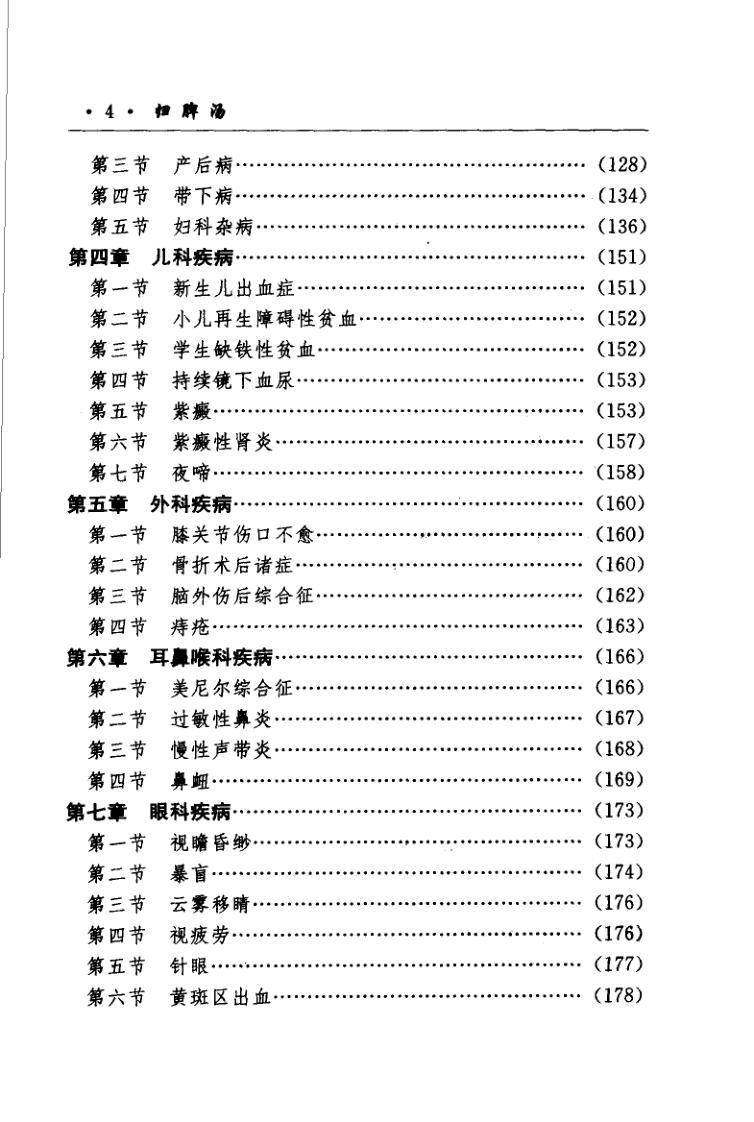 · 4 · 归脾汤
第三节 产后病……………………………………………(128)
第四节 带下病……………………………………………(134)
第五节 妇科杂病…………………………………………(136)
第四章 儿科疾病……………………………………………(151)
第一节 新生儿出血症……………………………………(151)
第二节 小儿再生障碍性贫血……………………………(152)
第三节 学生缺铁性贫血…………………………………(152)
第四节 持续镜下血尿……………………………………(153)
第五节 紫癜………………………………………………(153)
第六节 紫癜性肾炎………………………………………(157)
第七节 夜啼………………………………………………(158)
第五章 外科疾病……………………………………………(160)
第一节 膝关节伤口不愈…………………………………(160)
第二节 骨折术后诸症……………………………………(160)
第三节 脑外伤后综合征…………………………………(162)
第四节 痔疮………………………………………………(163)
第六章 耳鼻喉科疾病………………………………………(166)
第一节 美尼尔综合征……………………………………(166)
第二节 过敏性鼻炎………………………………………(167)
第三节 慢性声带炎………………………………………(168)
第四节 鼻衄………………………………………………(169)
第七章 眼科疾病……………………………………………(173)
第一节 视瞻昏缈…………………………………………(173)
第二节 暴盲………………………………………………(174)
第三节 云雾移睛…………………………………………(176)
第四节 视疲劳……………………………………………(176)
第五节 针眼………………………………………………(177)
第六节 黄斑区出血………………………………………(178)